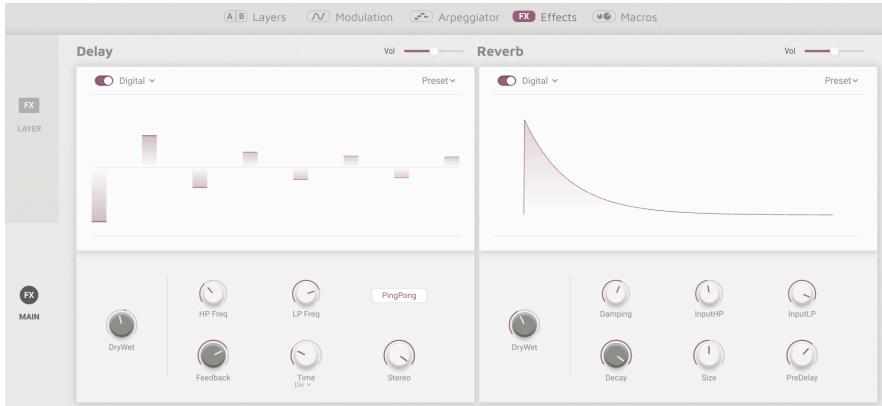 A B Layers Modulation Arpeggiator FX Effects Macros
Delay Vol Reverb Vol
Digital Preset Digital Preset
FX
LAYER
FX
MAIN
DryWet
HP Freq LP Freq PingPong
Feedback Time Stereo
Div
DryWet
Damping InputHP InputLP
Decay Size PreDelay